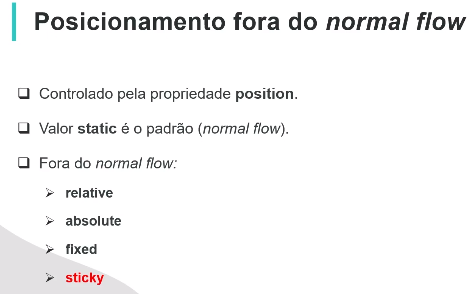 Posicionamento fora do normal flow
Controlado pela propriedade position.
Valor static é o padrão (normal flow).
Fora do normal flow:
relative
absolute
fixed
sticky